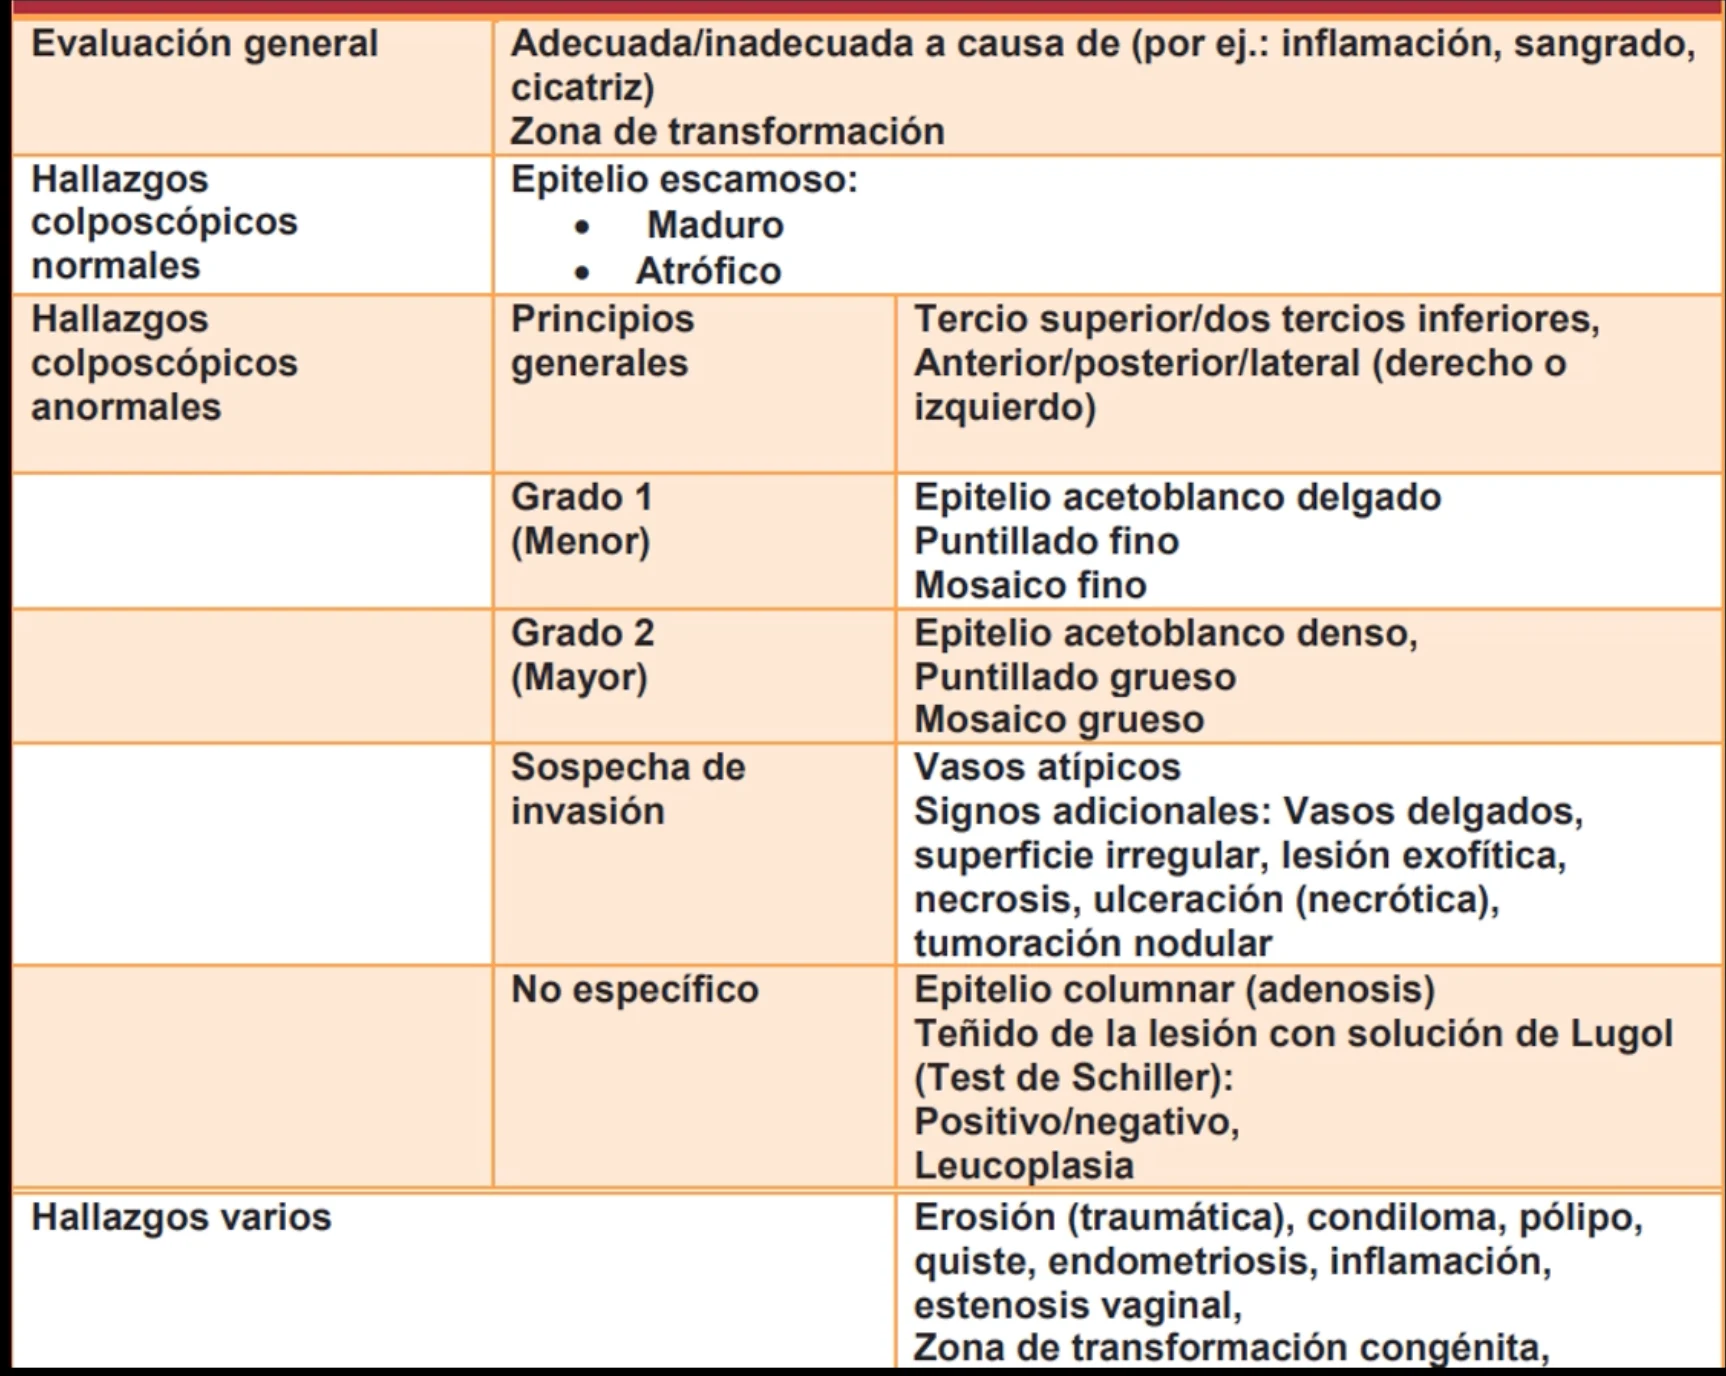 Evaluación general
Adecuada/inadecuada a causa de (por ej.: inflamación, sangrado,
cicatriz)
Zona de transformación
Hallazgos
colposcópicos
normales
Epitelio escamoso:
• Maduro
• Atrófico
Hallazgos
colposcópicos
anormales
Principios
generales
Tercio superior/dos tercios inferiores,
Anterior/posterior/lateral (derecho o
izquierdo)
Grado 1
(Menor)
Epitelio acetoblanco delgado
Puntillado fino
Mosaico fino
Grado 2
(Mayor)
Epitelio acetoblanco denso,
Puntillado grueso
Mosaico grueso
Sospecha de
invasión
Vasos atípicos
Signos adicionales: Vasos delgados,
superficie irregular, lesión exofítica,
necrosis, ulceración (necrótica),
tumoración nodular
No específico
Epitelio columnar (adenosis)
Teñido de la lesión con solución de Lugol
(Test de Schiller):
Positivo/negativo,
Leucoplasia
Hallazgos varios
Erosión (traumática), condiloma, pólipo,
quiste, endometriosis, inflamación,
estenosis vaginal,
Zona de transformación congénita,